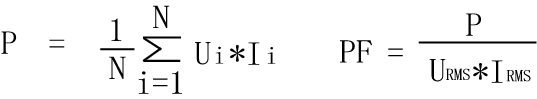 P = 1/N N∑i=1 Ui*Ii PF = P/URMS*IRMS